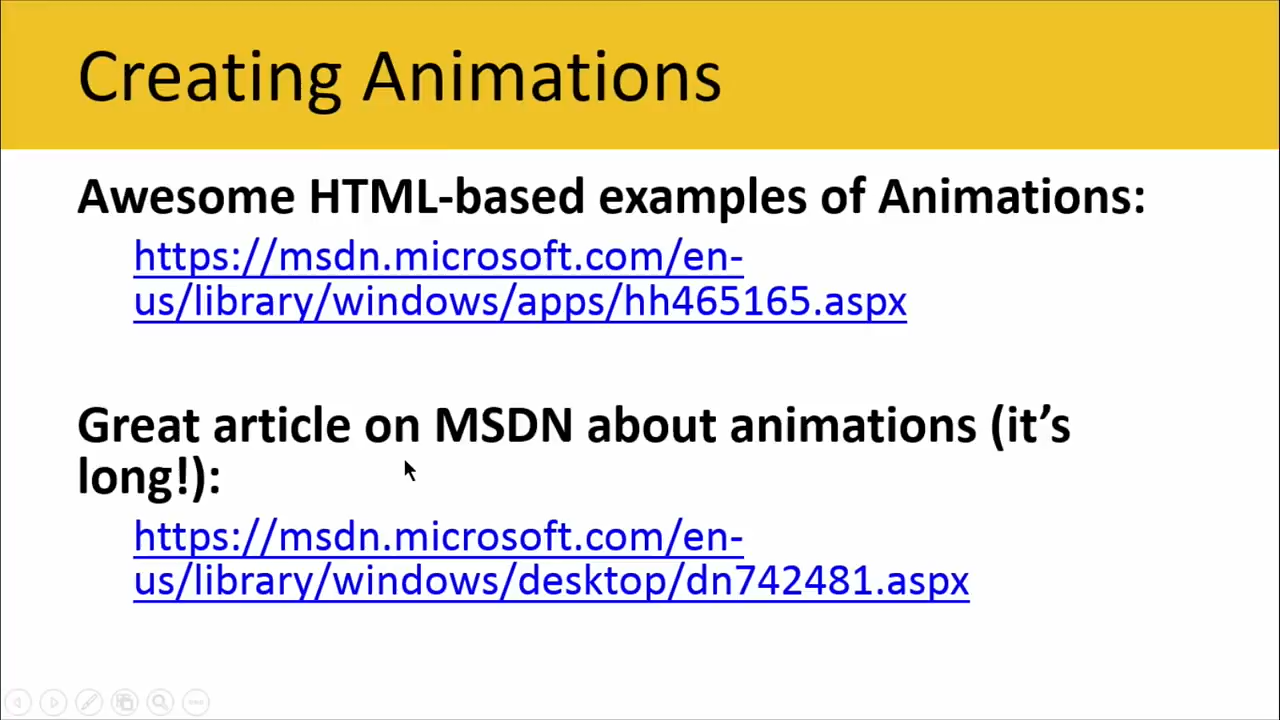 Creating Animations
Awesome HTML-based examples of Animations:
https://msdn.microsoft.com/en-
us/library/windows/apps/hh465165.aspx
Great article on MSDN about animations (it’s
long!):
https://msdn.microsoft.com/en-
us/library/windows/desktop/dn742481.aspx